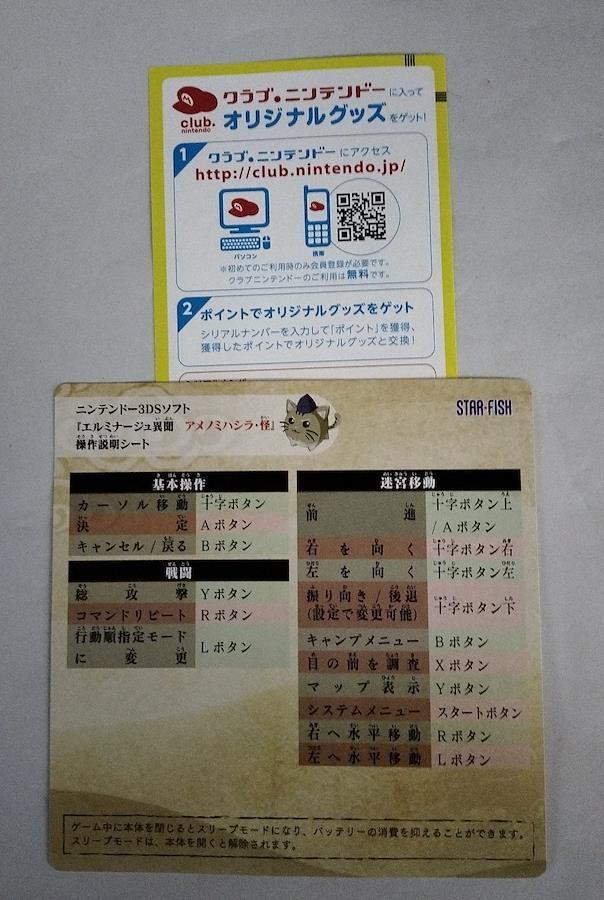 club.
nintendo
クラブ・ニンテンドーに入って
オリジナルグッズをゲット!
1
クラブ・ニンテンドーにアクセス
http://club.nintendo.jp/
パソコン
携帯
※初めてのご利用時のみ会員登録が必要です。
クラブニンテンドーのご利用は無料です。
2
ポイントでオリジナルグッズをゲット
シリアルナンバーを入力して「ポイント」を獲得、
獲得したポイントでオリジナルグッズと交換!
ニンテンドー3DSソフト
『エルミナージュ異聞 アメノミハシラ・怪』
操作説明シート
STAR・FISH
基本操作
カーソル移動 十字ボタン
決定 Aボタン
キャンセル/戻る Bボタン
戦闘
総攻撃 Yボタン
コマンドリピート Rボタン
行動順指定モード
に変更 Lボタン
迷宮移動
前進 十字ボタン上
/Aボタン
右を向く 十字ボタン右
左を向く 十字ボタン左
振り向き/後退
(設定で変更可能) 十字ボタン下
キャンプメニュー Bボタン
目の前を調査 Xボタン
マップ表示 Yボタン
システムメニュー スタートボタン
右へ水平移動 Rボタン
左へ水平移動 Lボタン
ゲーム中に本体を閉じるとスリープモードになり、バッテリーの消費を抑えることができます。
スリープモードは、本体を開くと解除されます。